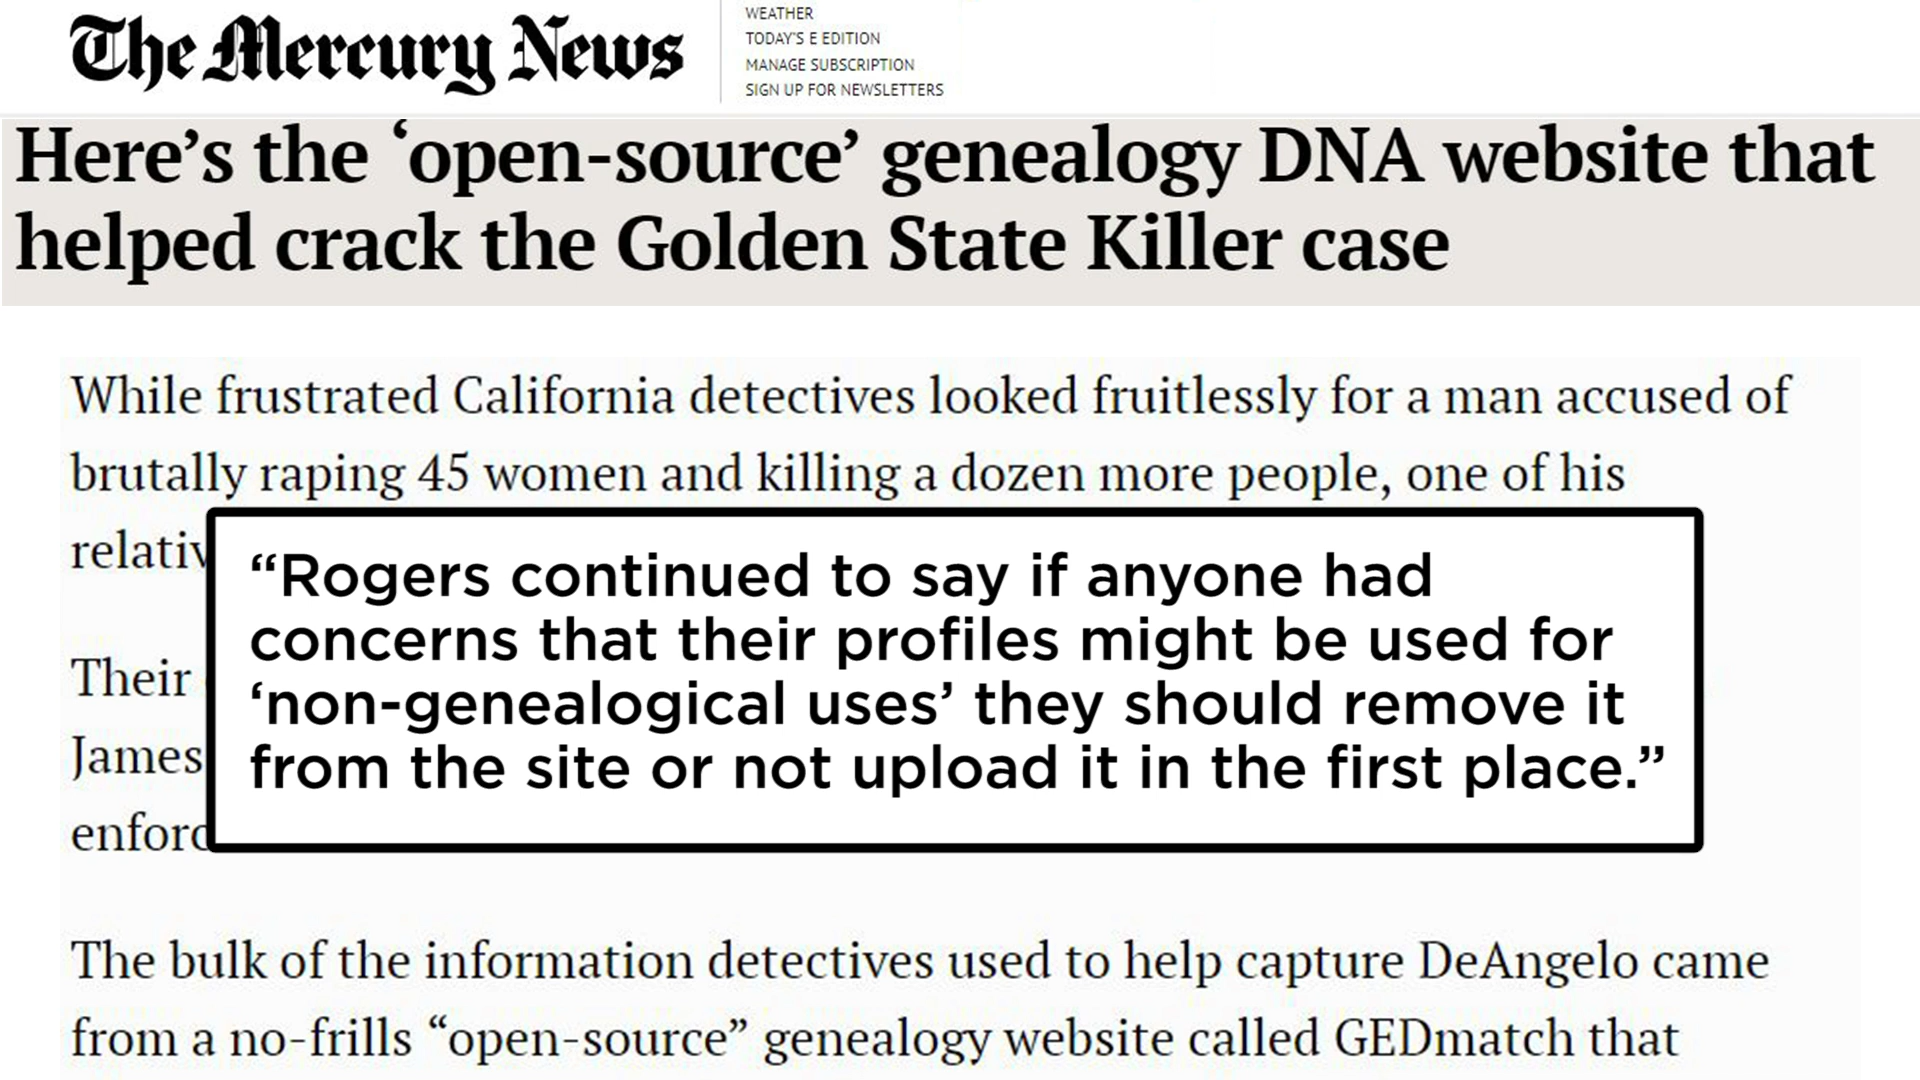 The Mercury News
WEATHER
TODAY'S E EDITION
MANAGE SUBSCRIPTION
SIGN UP FOR NEWSLETTERS
Here’s the ‘open-source’ genealogy DNA website that
helped crack the Golden State Killer case
While frustrated California detectives looked fruitlessly for a man accused of
brutally raping 45 women and killing a dozen more people, one of his
“Rogers continued to say if anyone had
concerns that their profiles might be used for
‘non-genealogical uses’ they should remove it
from the site or not upload it in the first place.”
Their
James
The bulk of the information detectives used to help capture DeAngelo came
from a no-frills “open-source” genealogy website called GEDmatch that